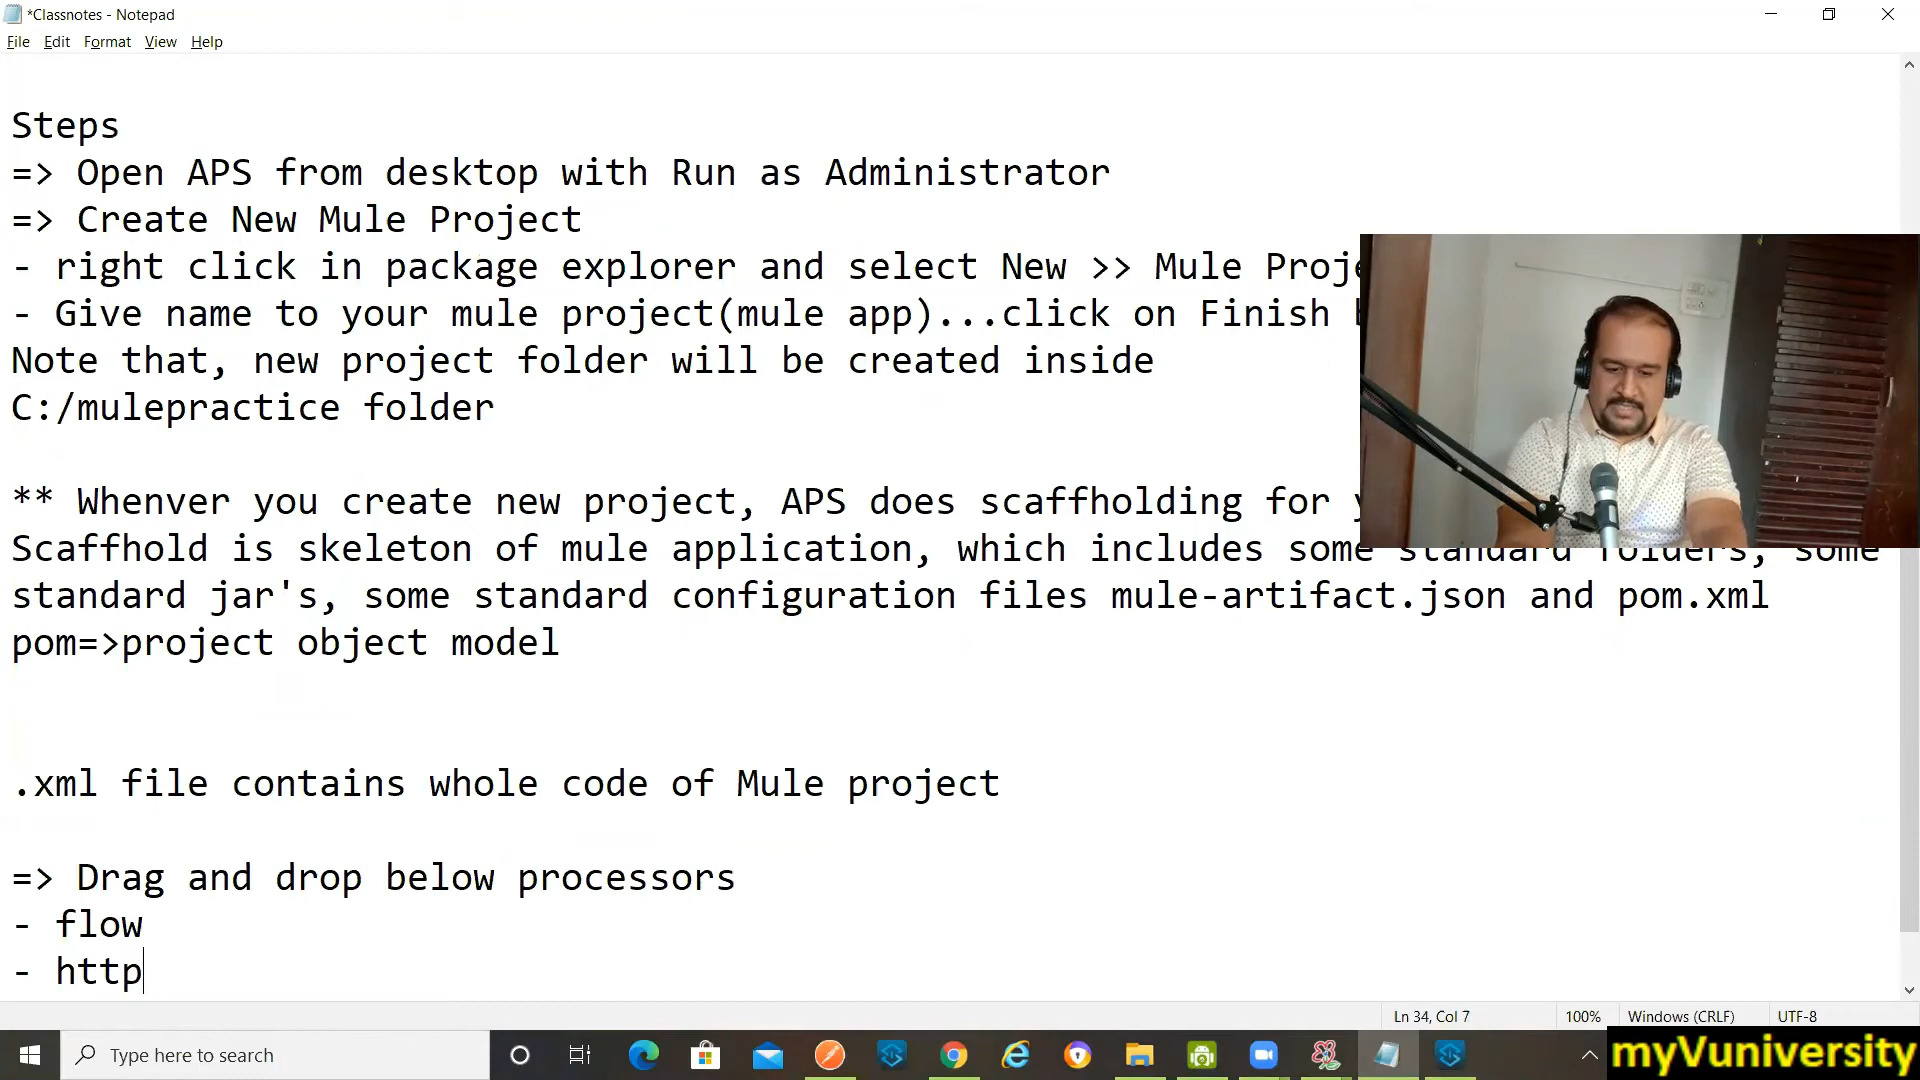 *Classnotes - Notepad
File Edit Format View Help
Steps
=> Open APS from desktop with Run as Administrator
=> Create New Mule Project
- right click in package explorer and select New >> Mule Proje
- Give name to your mule project(mule app)...click on Finish
Note that, new project folder will be created inside
C:/mulepractice folder
** Whenver you create new project, APS does scaffholding for
Scaffhold is skeleton of mule application, which includes some standard folders, some
standard jar's, some standard configuration files mule-artifact.json and pom.xml
pom=>project object model
.xml file contains whole code of Mule project
=> Drag and drop below processors
- flow
- http
Ln 34, Col 7 100% Windows (CRLF) UTF-8
Type here to search
myVuniversity